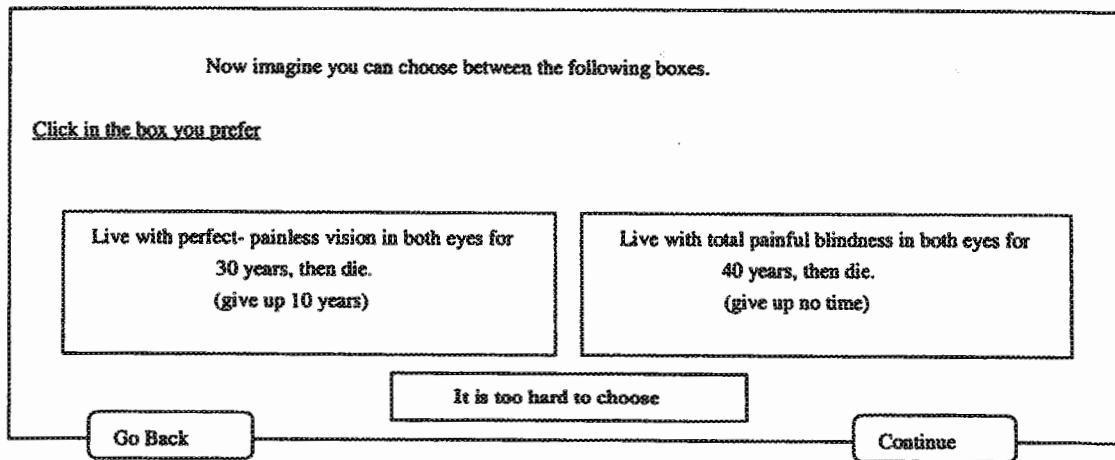 Now imagine you can choose between the following boxes.
Click in the box you prefer
Live with perfect- painless vision in both eyes for
30 years, then die.
(give up 10 years)
Live with total painful blindness in both eyes for
40 years, then die.
(give up no time)
It is too hard to choose
Go Back
Continue